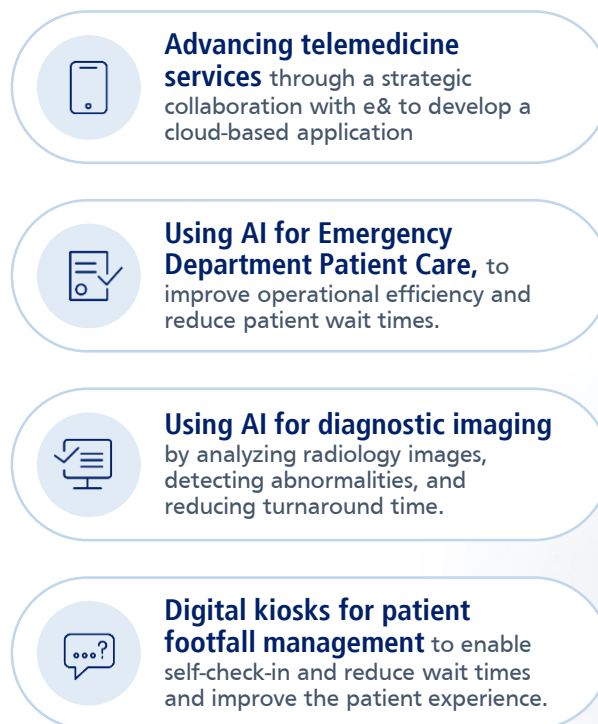 Advancing telemedicine
services through a strategic
collaboration with e& to develop a
cloud-based application
Using AI for Emergency
Department Patient Care, to
improve operational efficiency and
reduce patient wait times.
Using AI for diagnostic imaging
by analyzing radiology images,
detecting abnormalities, and
reducing turnaround time.
...?
Digital kiosks for patient
footfall management to enable
self-check-in and reduce wait times
and improve the patient experience.